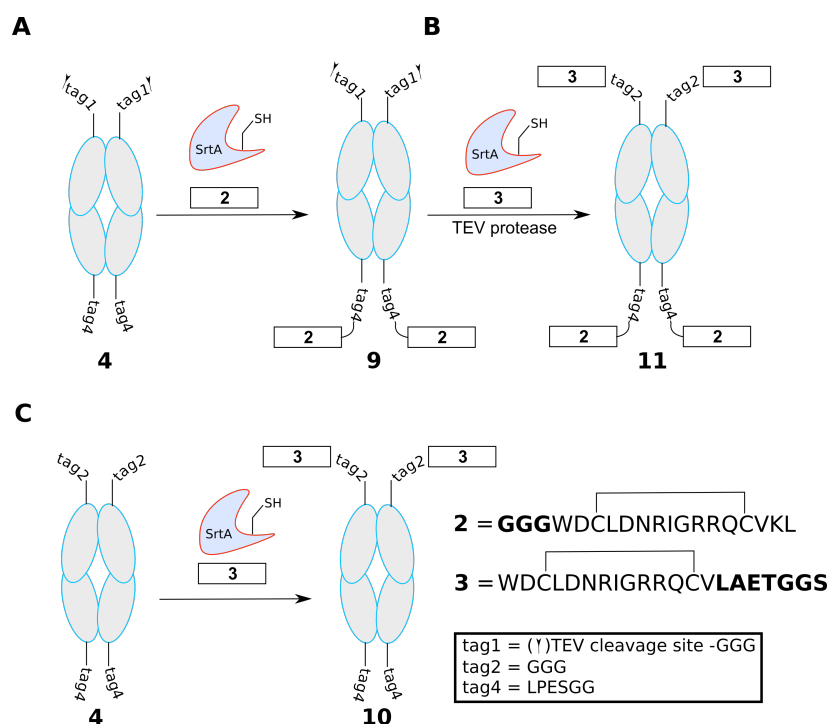 A
B
tag1
tag1
SrtA
SH
2
4
tag4
tag4
tag1
tag1
tag4
tag4
2
2
9
SrtA
SH
3
TEV protease
3
3
tag2
tag2
tag4
tag4
2
2
11
C
tag2
tag2
SrtA
SH
3
tag4
tag4
4
3
3
tag2
tag2
tag4
tag4
10
2 = GGGWDCLDNRIGRRQCVKL
3 = WDCLDNRIGRRQCVLAETGGS
tag1 = ( )TEV cleavage site -GGG
tag2 = GGG
tag4 = LPESGG